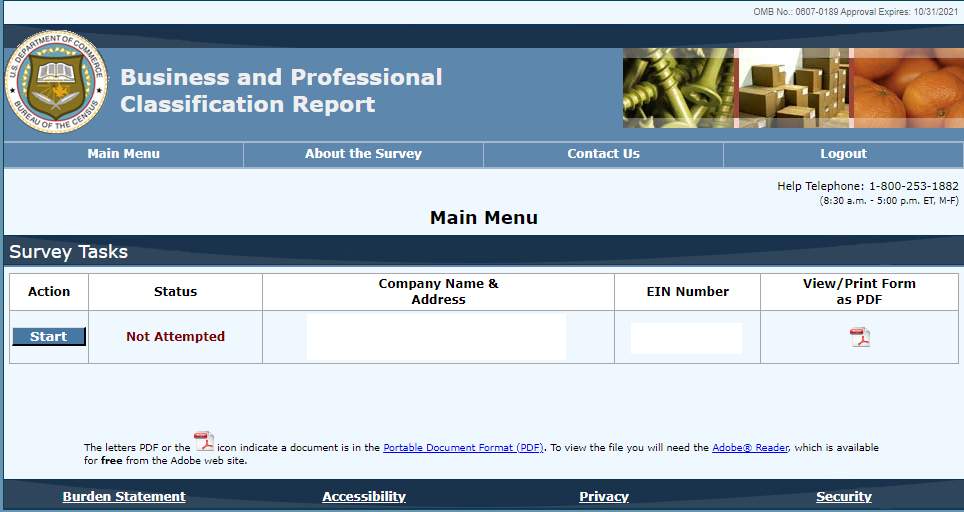 OMB No.: 0607-0189 Approval Expires: 10/31/2021
U.S. DEPARTMENT OF COMMERCE
BUREAU OF THE CENSUS
Business and Professional
Classification Report
Main Menu About the Survey Contact Us Logout
Help Telephone: 1-800-253-1882
(8:30 a.m. - 5:00 p.m. ET, M-F)
Main Menu
Survey Tasks
Action Status Company Name &
Address EIN Number View/Print Form
as PDF
Start Not Attempted
The letters PDF or the icon indicate a document is in the Portable Document Format (PDF). To view the file you will need the Adobe® Reader, which is available
for free from the Adobe web site.
Burden Statement Accessibility Privacy Security